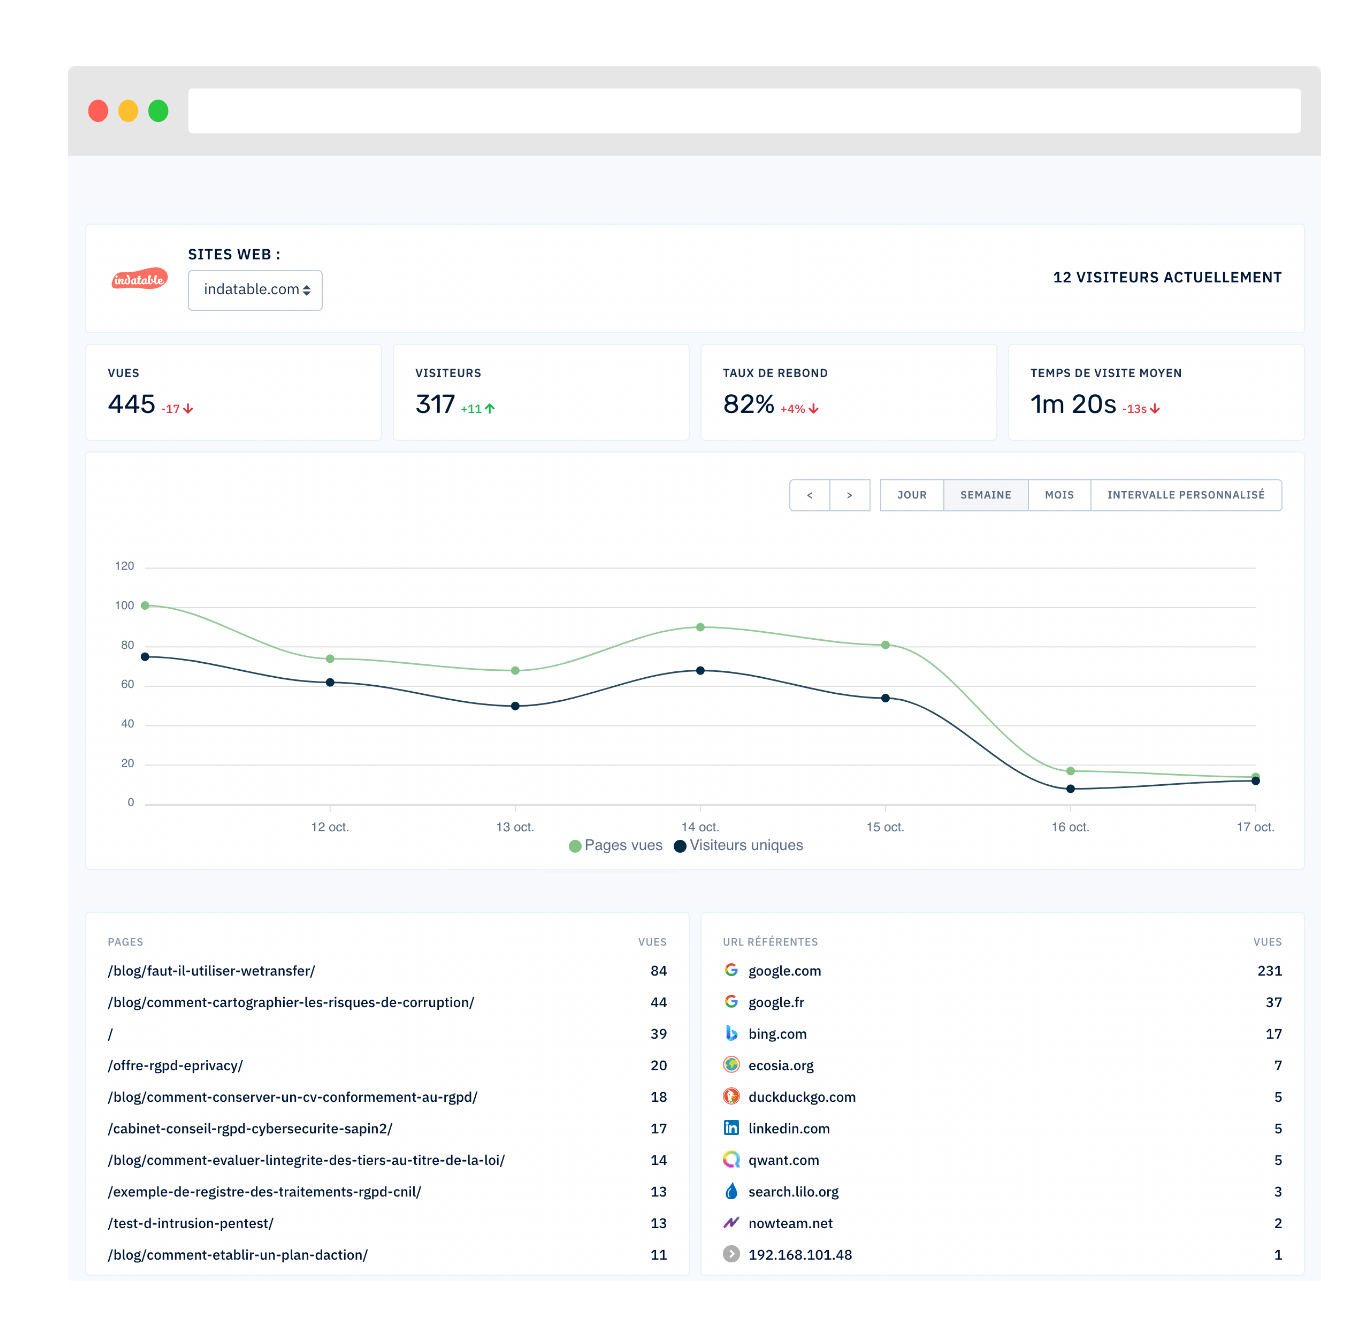 SITES WEB :
indatable
indatable.com
12 VISITEURS ACTUELLEMENT
VUES
445 -17
VISITEURS
317 +11
TAUX DE REBOND
82% +4%
TEMPS DE VISITE MOYEN
1m 20s -13s
< > JOUR SEMAINE MOIS INTERVALLE PERSONNALISÉ
120
100
80
60
40
20
0
12 oct. 13 oct. 14 oct. 15 oct. 16 oct. 17 oct.
Pages vues Visiteurs uniques
PAGES VUES
/blog/faut-il-utiliser-wetransfer/ 84
/blog/comment-cartographier-les-risques-de-corruption/ 44
/ 39
/offre-rgpd-eprivacy/ 20
/blog/comment-conserver-un-cv-conformement-au-rgpd/ 18
/cabinet-conseil-rgpd-cybersecurite-sapin2/ 17
/blog/comment-evaluer-lintegrite-des-tiers-au-titre-de-la-loi/ 14
/exemple-de-registre-des-traitements-rgpd-cnil/ 13
/test-d-intrusion-pentest/ 13
/blog/comment-etablir-un-plan-daction/ 11
URL RÉFÉRENTES VUES
google.com 231
google.fr 37
bing.com 17
ecosia.org 7
duckduckgo.com 5
linkedin.com 5
qwant.com 5
search.lilo.org 3
nowteam.net 2
192.168.101.48 1